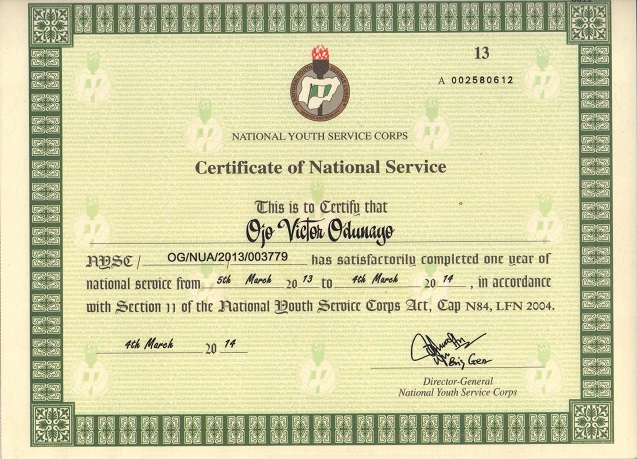 13
A 002580612
NATIONAL YOUTH SERVICE CORPS
Certificate of National Service
This is to Certify that
Ojo Victor Odunayo
NYSC/ OG/NUA/2013/003779 has satisfactorily completed one year of
national service from 5th March 20 13 to 4th March 20 14, in accordance
with Section 11 of the National Youth Service Corps Act, Cap N84, LFN 2004.
4th March 20 14
Brig Gen
Director-General
National Youth Service Corps